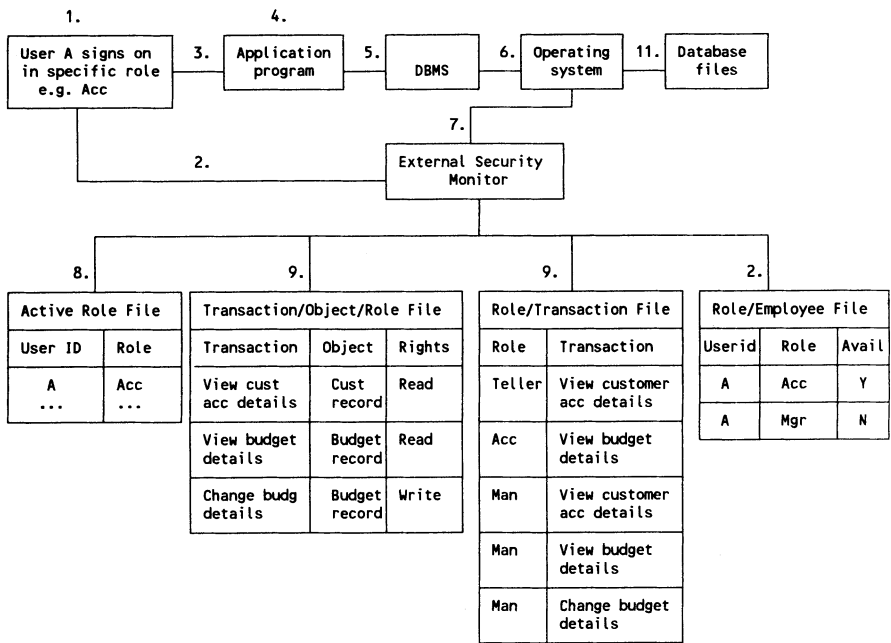 1.
4.
User A signs on
in specific role
e.g. Acc
3.
Application
program
5.
DBMS
6.
Operating
system
11.
Database
files
7.
2.
External Security
Monitor
8.
9.
9.
2.
Active Role File
User ID Role
A Acc
... ...
Transaction/Object/Role File
Transaction Object Rights
View cust Cust Read
acc details record
View budget Budget Read
details record
Change budg Budget Write
details record
Role/Transaction File
Role Transaction
Teller View customer
acc details
Acc View budget
details
Man View customer
acc details
Man View budget
details
Man Change budget
details
Role/Employee File
Userid Role Avail
A Acc Y
A Mgr N